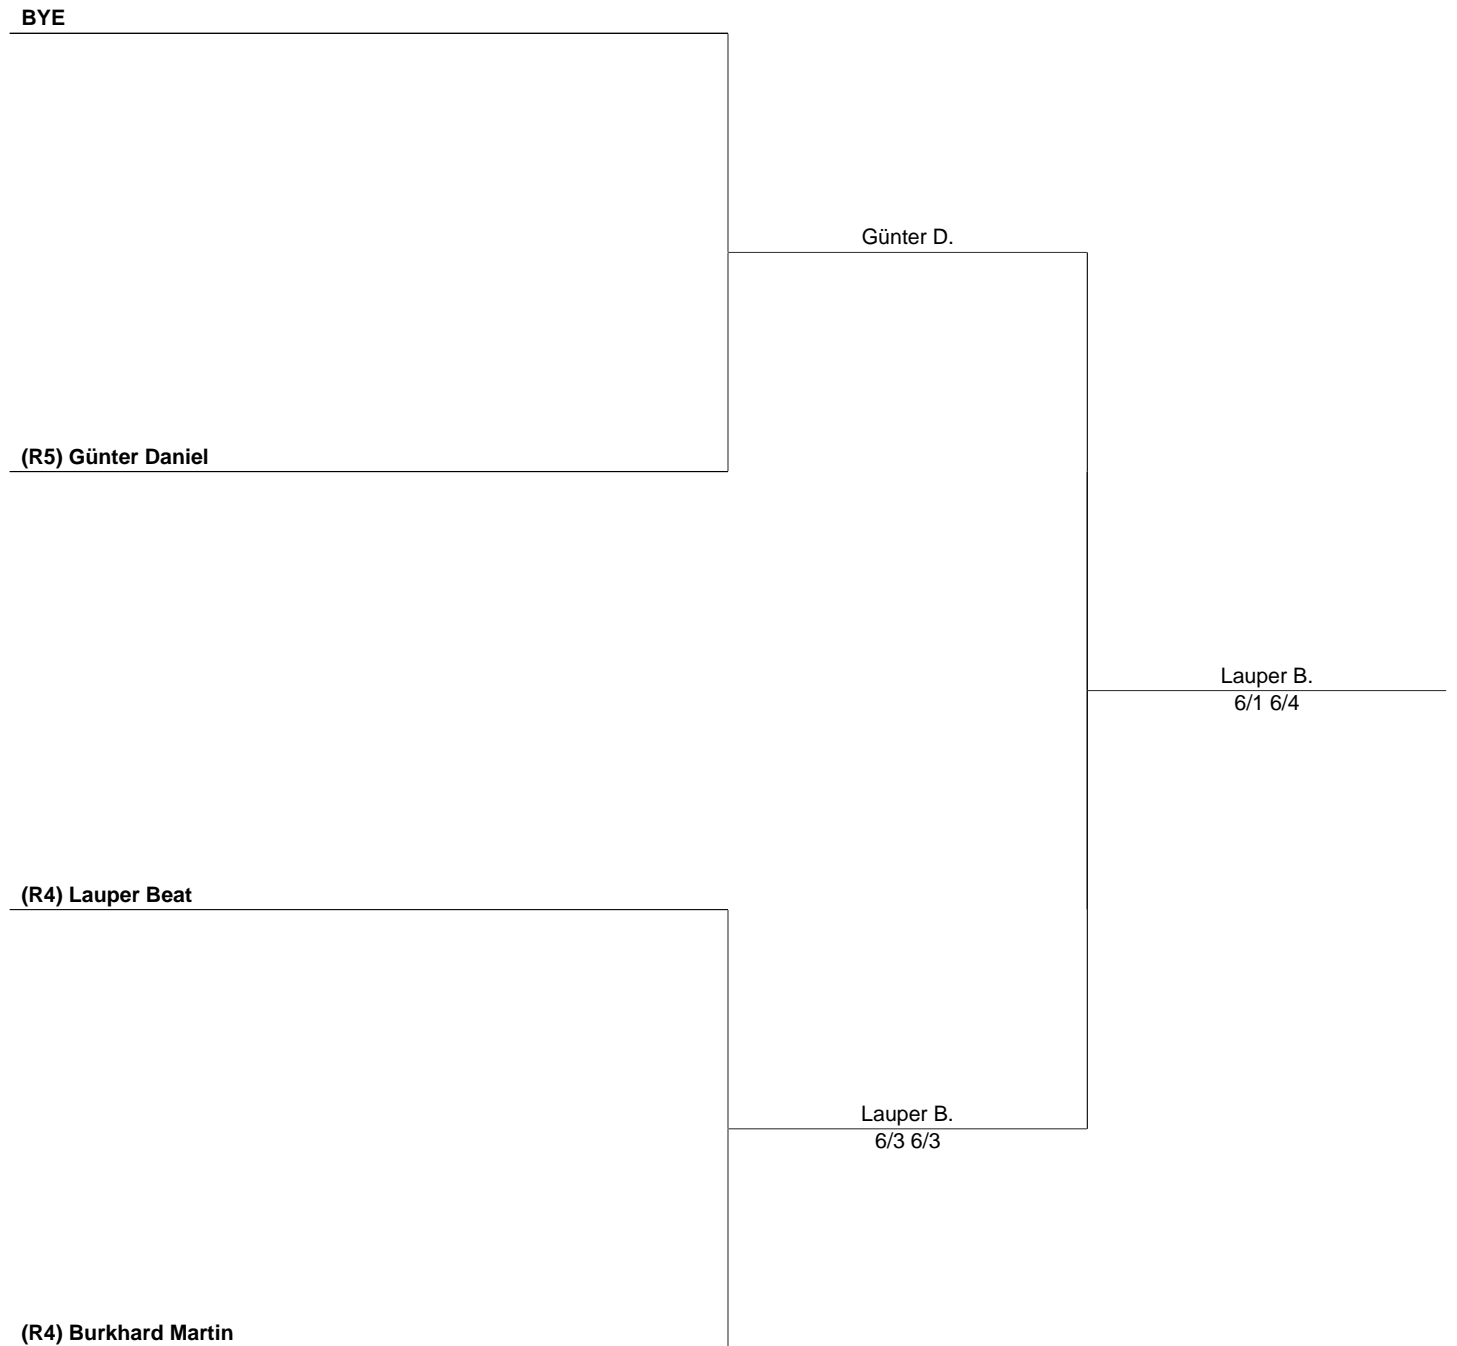 BYE
Günter D.
(R5) Günter Daniel
Lauper B.
6/1 6/4
(R4) Lauper Beat
Lauper B.
6/3 6/3
(R4) Burkhard Martin